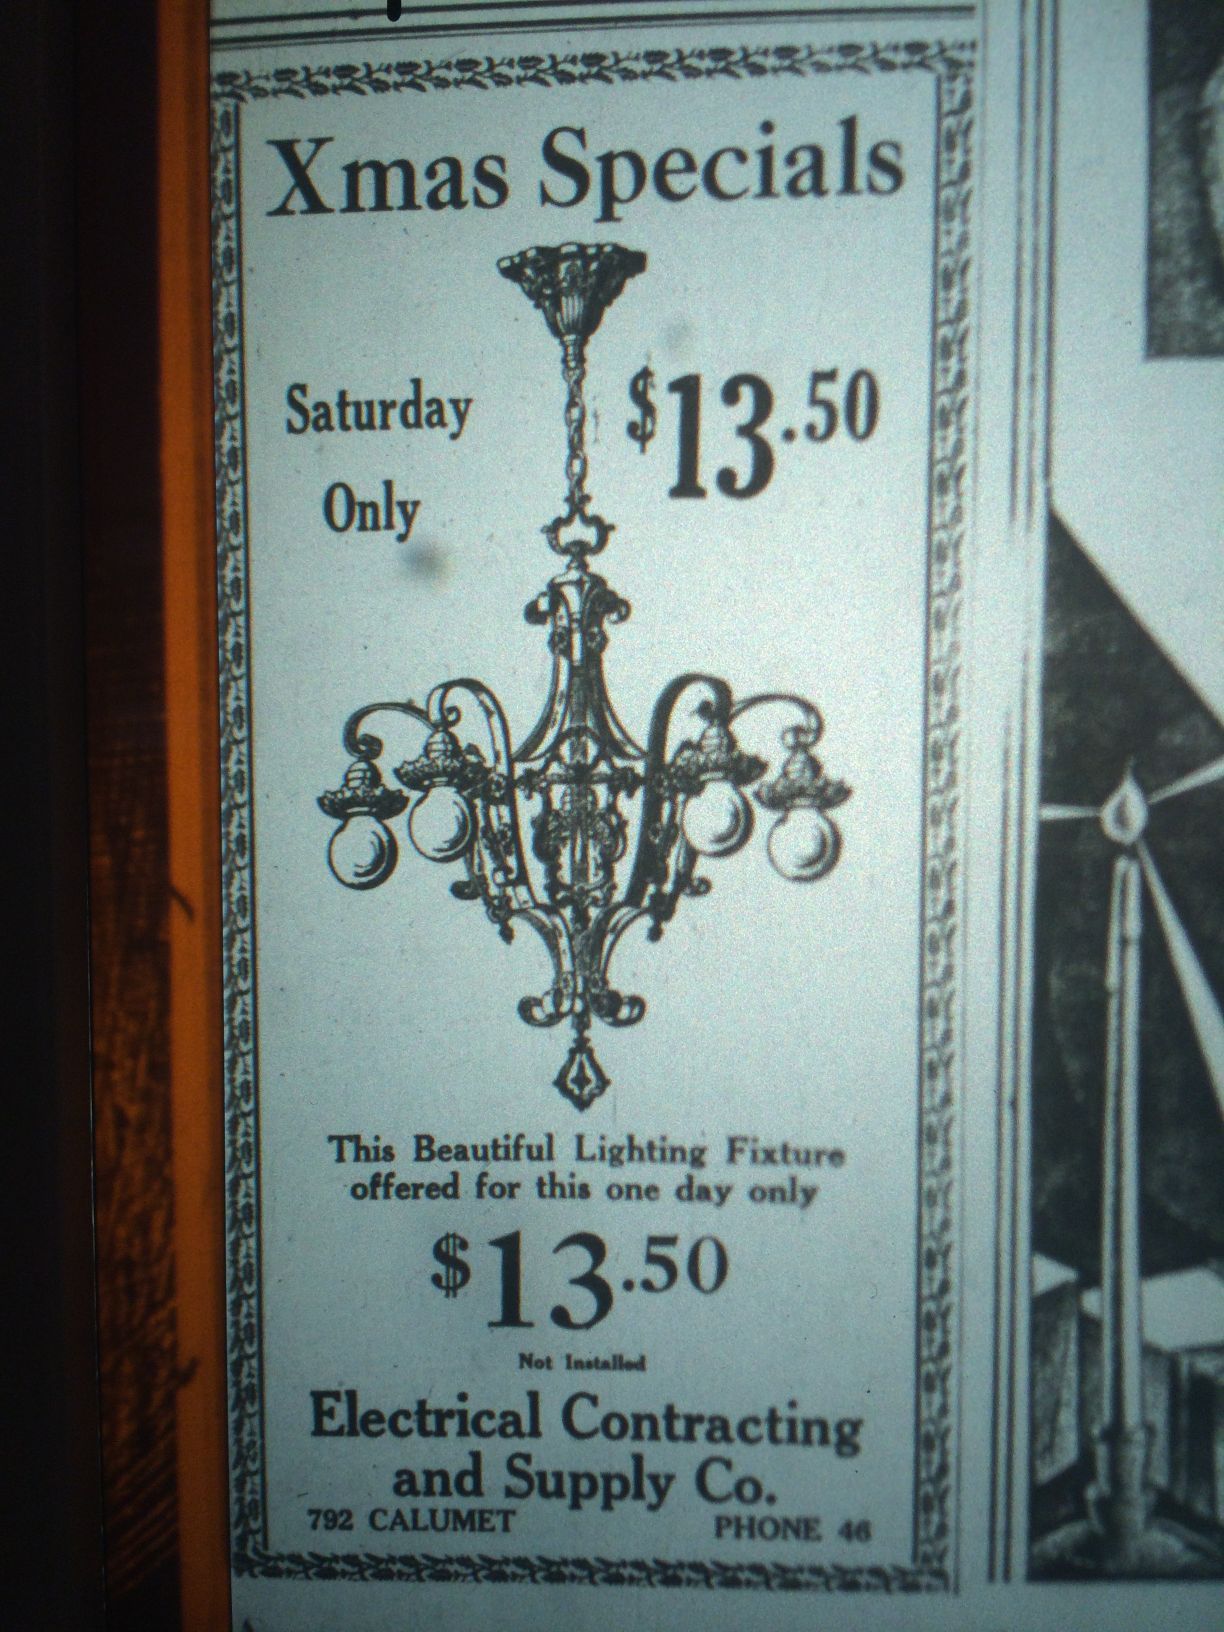 Xmas Specials
Saturday
Only
$13.50
This Beautiful Lighting Fixture
offered for this one day only
$13.50
Not Installed
Electrical Contracting
and Supply Co.
792 CALUMET PHONE 46